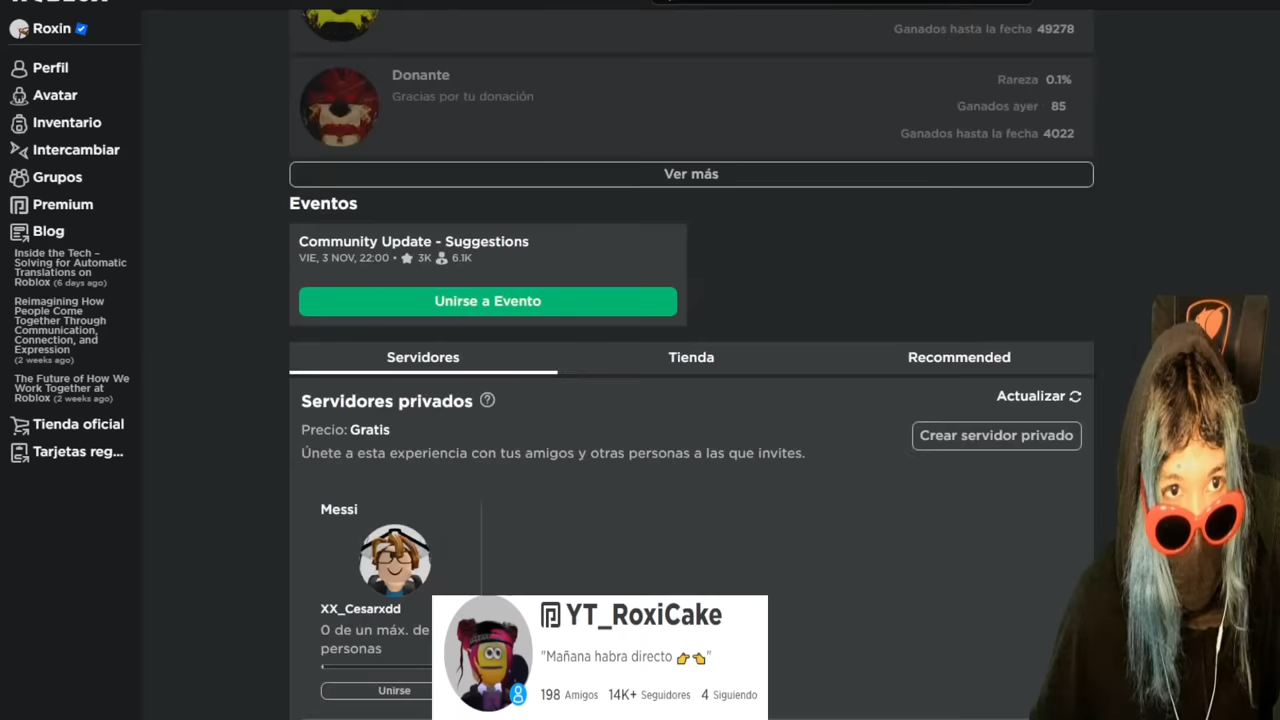 Roxin
Perfil
Avatar
Inventario
Intercambiar
Grupos
Premium
Blog
Inside the Tech –
Solving for Automatic
Translations on
Roblox (6 days ago)
Reimagining How
People Come
Together Through
Communication,
Connection, and
Expression
(2 weeks ago)
The Future of How We
Work Together at
Roblox (2 weeks ago)
Tienda oficial
Tarjetas reg...
Ganados hasta la fecha 49278
Donante
Gracias por tu donación
Rareza 0.1%
Ganados ayer 85
Ganados hasta la fecha 4022
Ver más
Eventos
Community Update - Suggestions
VIE, 3 NOV, 22:00 • 3K 6.1K
Unirse a Evento
Servidores Tienda Recommended
Servidores privados ?
Actualizar
Precio: Gratis
Crear servidor privado
Únete a esta experiencia con tus amigos y otras personas a las que invites.
Messi
XX_Cesarxdd
0 de un máx. de
personas
Unirse
YT_RoxiCake
"Mañana habra directo 👉👈"
198 Amigos 14K+ Seguidores 4 Siguiendo